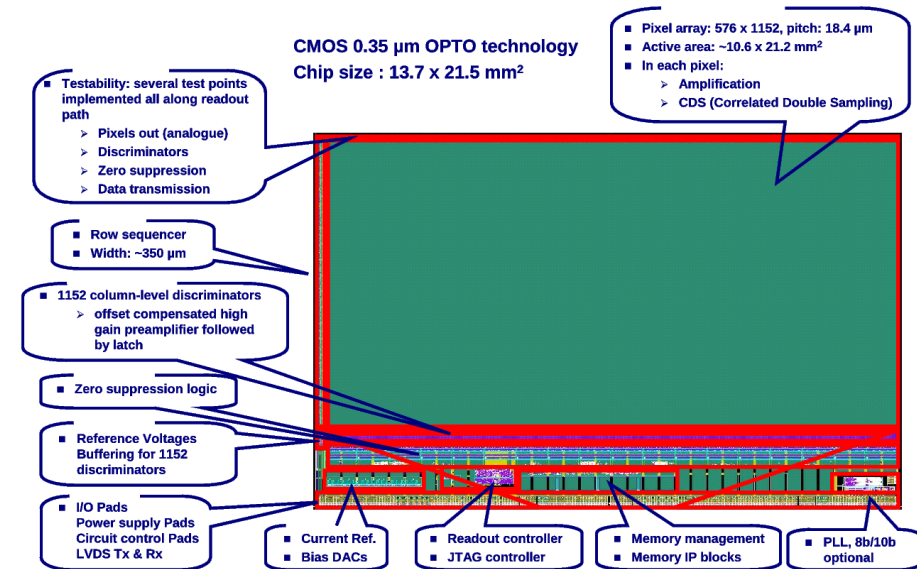 CMOS 0.35 µm OPTO technology
Chip size : 13.7 x 21.5 mm²
■ Pixel array: 576 x 1152, pitch: 18.4 µm
■ Active area: ~10.6 x 21.2 mm²
■ In each pixel:
➢ Amplification
➢ CDS (Correlated Double Sampling)
■ Testability: several test points
implemented all along readout
path
➢ Pixels out (analogue)
➢ Discriminators
➢ Zero suppression
➢ Data transmission
■ Row sequencer
■ Width: ~350 µm
■ 1152 column-level discriminators
➢ offset compensated high
gain preamplifier followed
by latch
■ Zero suppression logic
■ Reference Voltages
Buffering for 1152
discriminators
■ I/O Pads
Power supply Pads
Circuit control Pads
LVDS Tx & Rx
■ Current Ref.
■ Bias DACs
■ Readout controller
■ JTAG controller
■ Memory management
■ Memory IP blocks
■ PLL, 8b/10b
optional